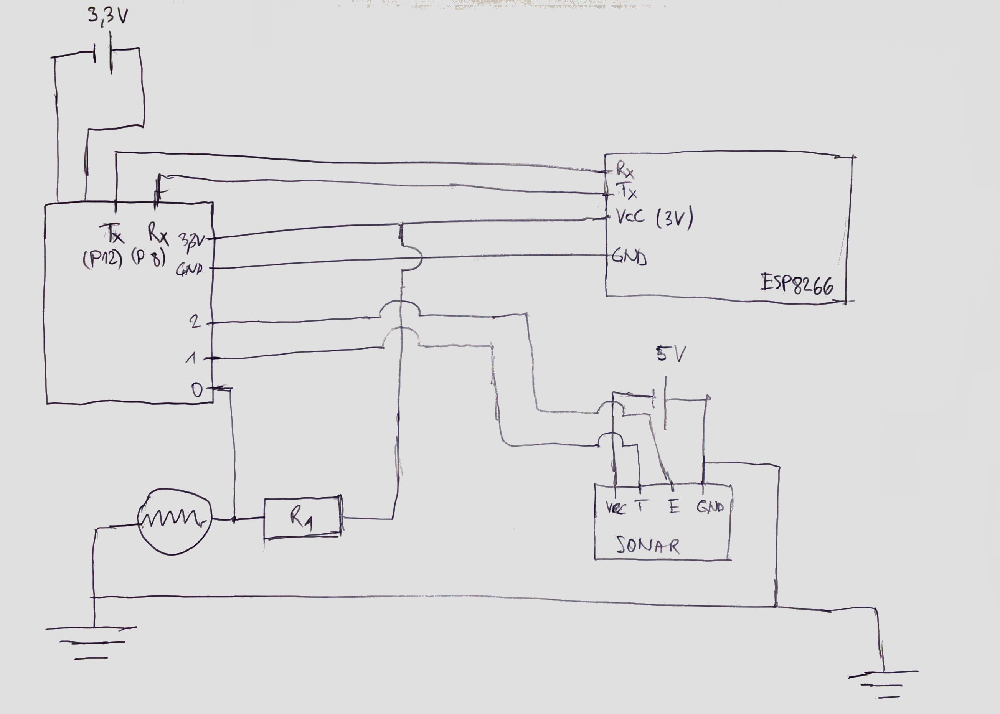 3,3V
Rx
Tx
VCC (3V)
Tx Rx 3,3V
(P12) (P8)
GND
GND
ESP8266
2
1
5V
0
VCC T E GND
R1
SONAR